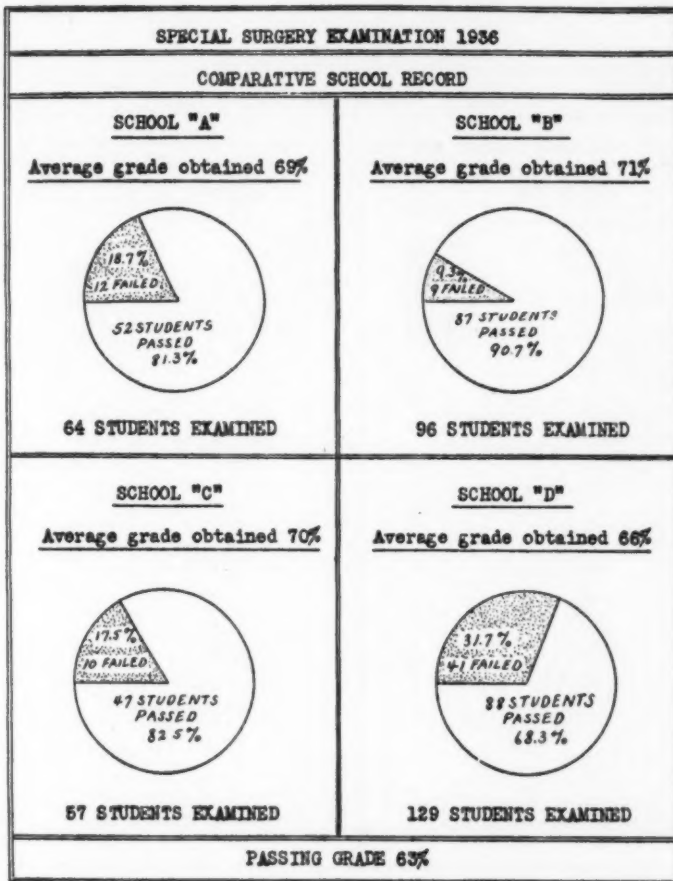 SPECIAL SURGERY EXAMINATION 1936
COMPARATIVE SCHOOL RECORD
SCHOOL "A"
Average grade obtained 69%
18.7%
12 FAILED
52 STUDENTS
PASSED
81.3%
64 STUDENTS EXAMINED
SCHOOL "B"
Average grade obtained 71%
9.3%
9 FAILED
87 STUDENTS
PASSED
90.7%
96 STUDENTS EXAMINED
SCHOOL "C"
Average grade obtained 70%
17.5%
10 FAILED
47 STUDENTS
PASSED
82.5%
57 STUDENTS EXAMINED
SCHOOL "D"
Average grade obtained 66%
31.7%
41 FAILED
88 STUDENTS
PASSED
68.3%
129 STUDENTS EXAMINED
PASSING GRADE 63%